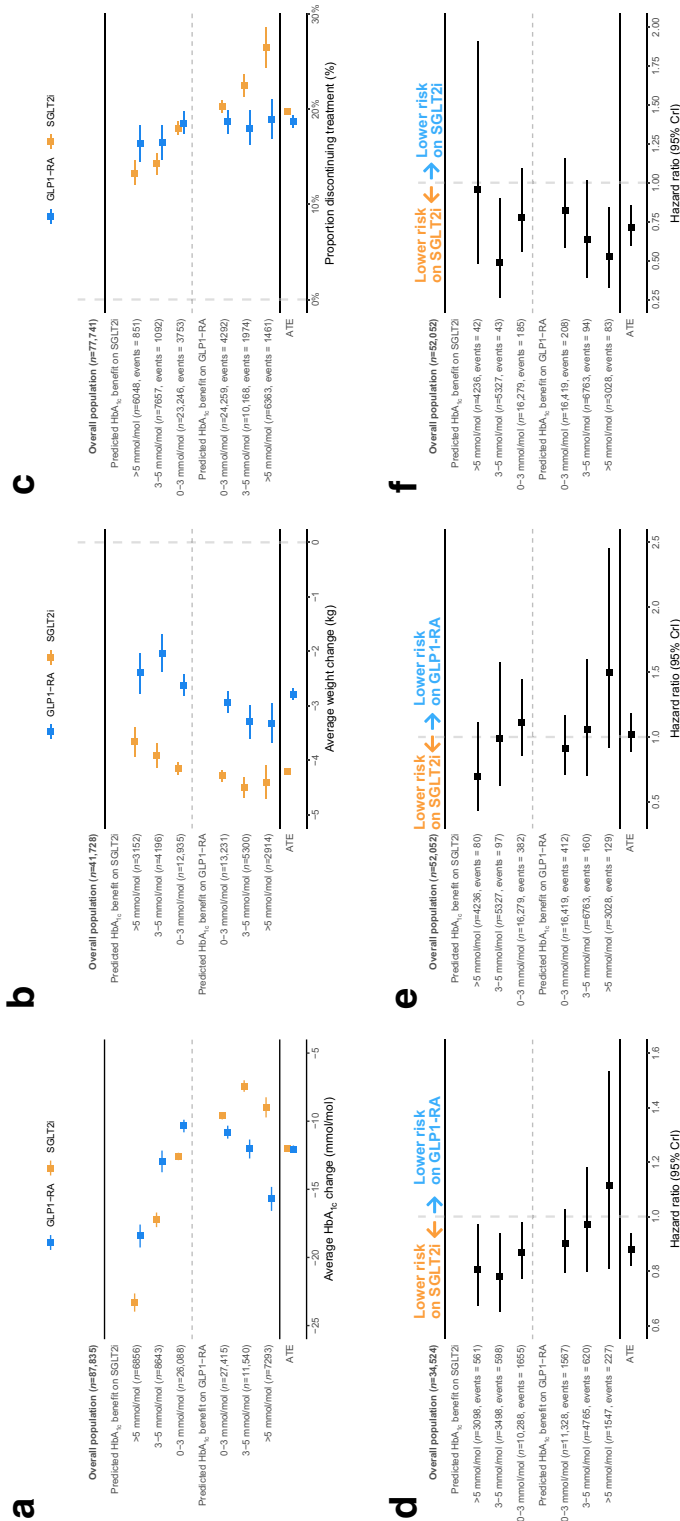 a
GLP1−RA SGLT2i
Overall population (n=87,835)
Predicted HbA1c benefit on SGLT2i
>5 mmol/mol (n=6856)
3−5 mmol/mol (n=8643)
0−3 mmol/mol (n=26,088)
Predicted HbA1c benefit on GLP1−RA
0−3 mmol/mol (n=27,415)
3−5 mmol/mol (n=11,540)
>5 mmol/mol (n=7293)
ATE
−25 −20 −15 −10 −5
Average HbA1c change (mmol/mol)
b
GLP1−RA SGLT2i
Overall population (n=41,728)
Predicted HbA1c benefit on SGLT2i
>5 mmol/mol (n=3152)
3−5 mmol/mol (n=4196)
0−3 mmol/mol (n=12,935)
Predicted HbA1c benefit on GLP1−RA
0−3 mmol/mol (n=13,231)
3−5 mmol/mol (n=5300)
>5 mmol/mol (n=2914)
ATE
−5 −4 −3 −2 −1 0
Average weight change (kg)
c
GLP1−RA SGLT2i
Overall population (n=77,741)
Predicted HbA1c benefit on SGLT2i
>5 mmol/mol (n=6048, events = 851)
3−5 mmol/mol (n=7657, events = 1092)
0−3 mmol/mol (n=23,246, events = 3753)
Predicted HbA1c benefit on GLP1−RA
0−3 mmol/mol (n=24,259, events = 4292)
3−5 mmol/mol (n=10,168, events = 1974)
>5 mmol/mol (n=6363, events = 1461)
ATE
0% 10% 20% 30%
Proportion discontinuing treatment (%)
d
Lower risk on SGLT2i ← → Lower risk on GLP1-RA
Overall population (n=34,524)
Predicted HbA1c benefit on SGLT2i
>5 mmol/mol (n=3098, events = 561)
3−5 mmol/mol (n=3498, events = 598)
0−3 mmol/mol (n=10,288, events = 1655)
Predicted HbA1c benefit on GLP1−RA
0−3 mmol/mol (n=11,328, events = 1567)
3−5 mmol/mol (n=4765, events = 620)
>5 mmol/mol (n=1547, events = 227)
ATE
0.6 0.8 1.0 1.2 1.4 1.6
Hazard ratio (95% CrI)
e
Lower risk on SGLT2i ← → Lower risk on GLP1-RA
Overall population (n=52,052)
Predicted HbA1c benefit on SGLT2i
>5 mmol/mol (n=4236, events = 80)
3−5 mmol/mol (n=5327, events = 97)
0−3 mmol/mol (n=16,279, events = 382)
Predicted HbA1c benefit on GLP1−RA
0−3 mmol/mol (n=16,419, events = 412)
3−5 mmol/mol (n=6763, events = 160)
>5 mmol/mol (n=3028, events = 129)
ATE
0.5 1.0 1.5 2.0 2.5
Hazard ratio (95% CrI)
f
Lower risk on SGLT2i ← → Lower risk on SGLT2i
Overall population (n=52,052)
Predicted HbA1c benefit on SGLT2i
>5 mmol/mol (n=4236, events = 42)
3−5 mmol/mol (n=5327, events = 43)
0−3 mmol/mol (n=16,279, events = 185)
Predicted HbA1c benefit on GLP1−RA
0−3 mmol/mol (n=16,419, events = 208)
3−5 mmol/mol (n=6763, events = 94)
>5 mmol/mol (n=3028, events = 83)
ATE
0.25 0.50 0.75 1.00 1.25 1.50 1.75 2.00
Hazard ratio (95% CrI)